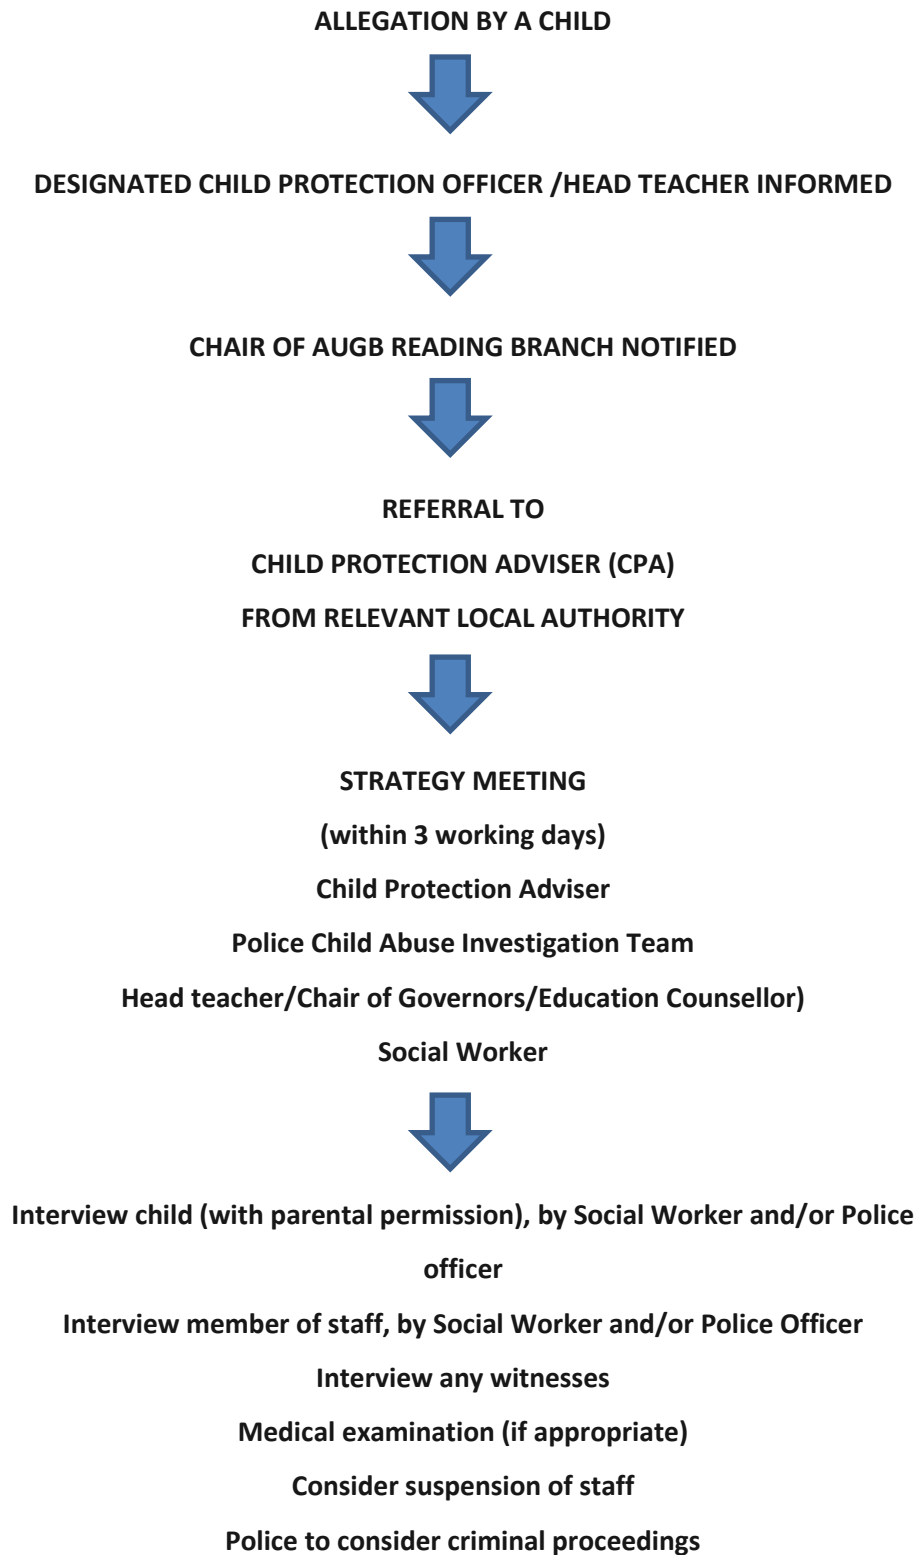 ALLEGATION BY A CHILD
DESIGNATED CHILD PROTECTION OFFICER /HEAD TEACHER INFORMED
CHAIR OF AUGB READING BRANCH NOTIFIED
REFERRAL TO
CHILD PROTECTION ADVISER (CPA)
FROM RELEVANT LOCAL AUTHORITY
STRATEGY MEETING
(within 3 working days)
Child Protection Adviser
Police Child Abuse Investigation Team
Head teacher/Chair of Governors/Education Counsellor)
Social Worker
Interview child (with parental permission), by Social Worker and/or Police
officer
Interview member of staff, by Social Worker and/or Police Officer
Interview any witnesses
Medical examination (if appropriate)
Consider suspension of staff
Police to consider criminal proceedings